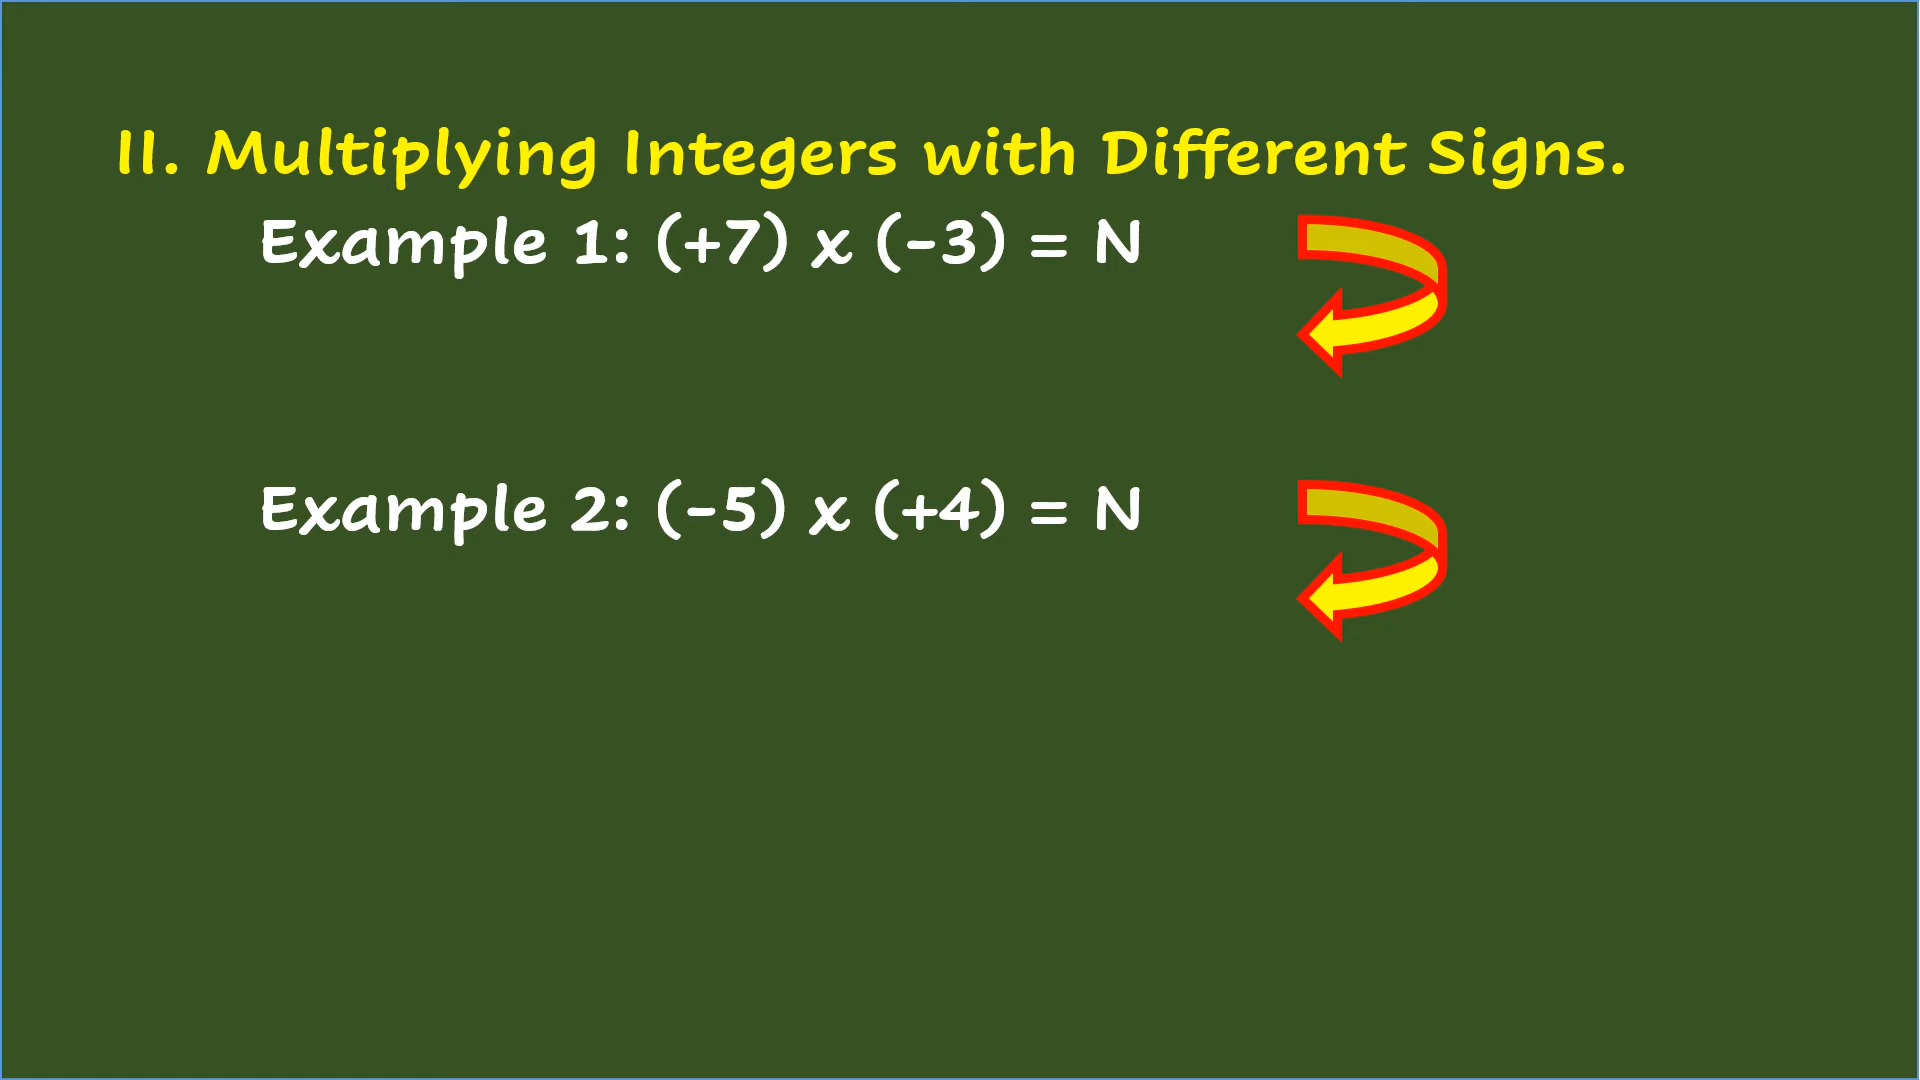 II. Multiplying Integers with Different Signs.
Example 1: (+7) x (-3) = N
Example 2: (-5) x (+4) = N